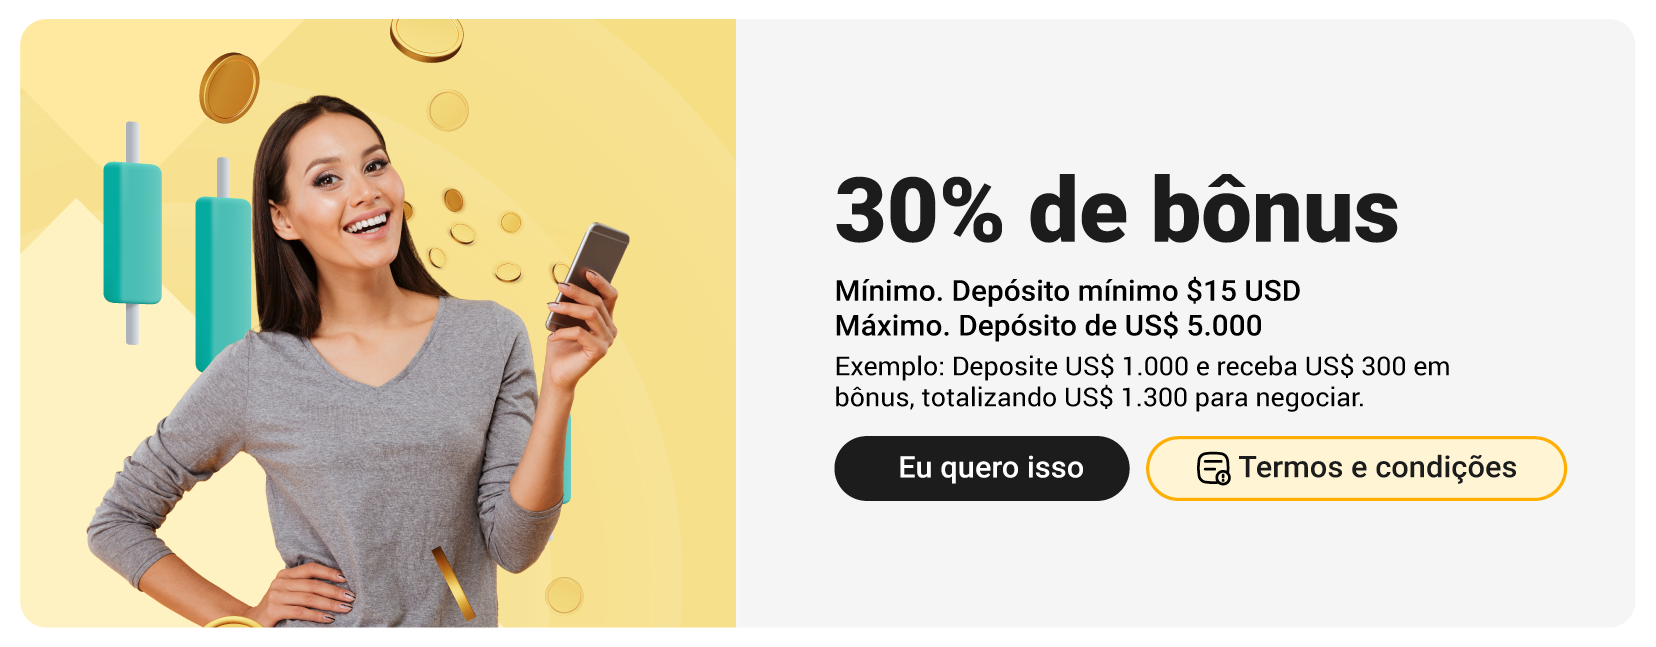 30% de bônus
Mínimo. Depósito mínimo $15 USD
Máximo. Depósito de US$ 5.000
Exemplo: Deposite US$ 1.000 e receba US$ 300 em
bônus, totalizando US$ 1.300 para negociar.
Eu quero isso
Termos e condições